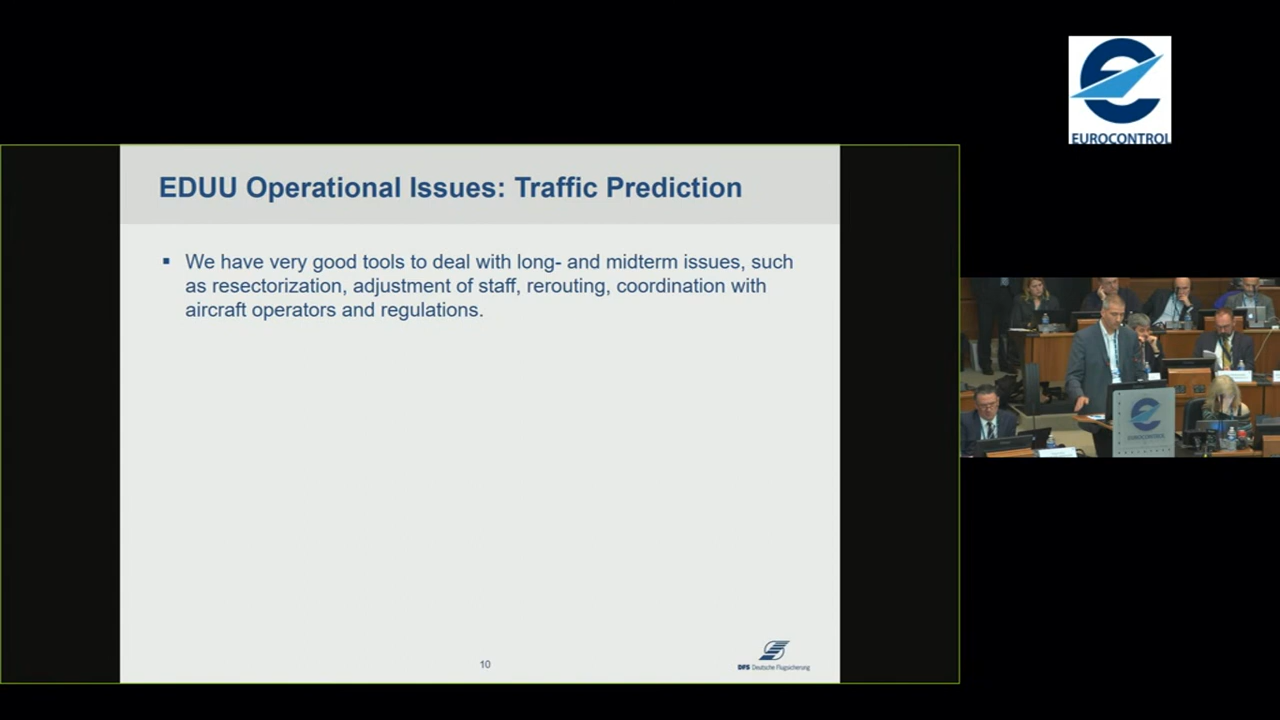 EUROCONTROL
EDUU Operational Issues: Traffic Prediction
▪ We have very good tools to deal with long- and midterm issues, such
as resectorization, adjustment of staff, rerouting, coordination with
aircraft operators and regulations.
EUROCONTROL
10
DFS Deutsche Flugsicherung